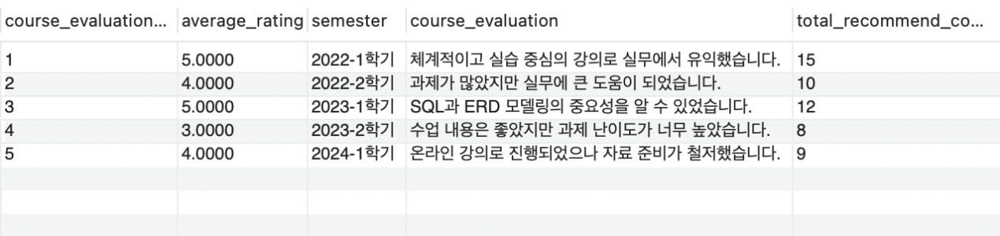 course_evaluation... average_rating semester course_evaluation total_recommend_co...
1 5.0000 2022-1학기 체계적이고 실습 중심의 강의로 실무에서 유익했습니다. 15
2 4.0000 2022-2학기 과제가 많았지만 실무에 큰 도움이 되었습니다. 10
3 5.0000 2023-1학기 SQL과 ERD 모델링의 중요성을 알 수 있었습니다. 12
4 3.0000 2023-2학기 수업 내용은 좋았지만 과제 난이도가 너무 높았습니다. 8
5 4.0000 2024-1학기 온라인 강의로 진행되었으나 자료 준비가 철저했습니다. 9